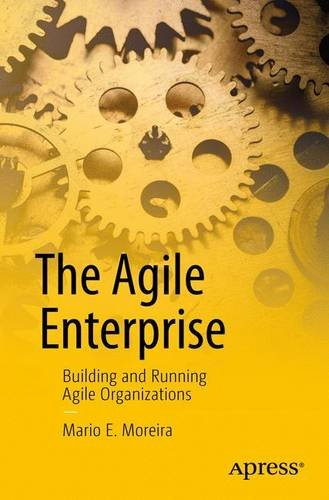 The Agile
Enterprise
Building and Running
Agile Organizations
Mario E. Moreira
Apress®